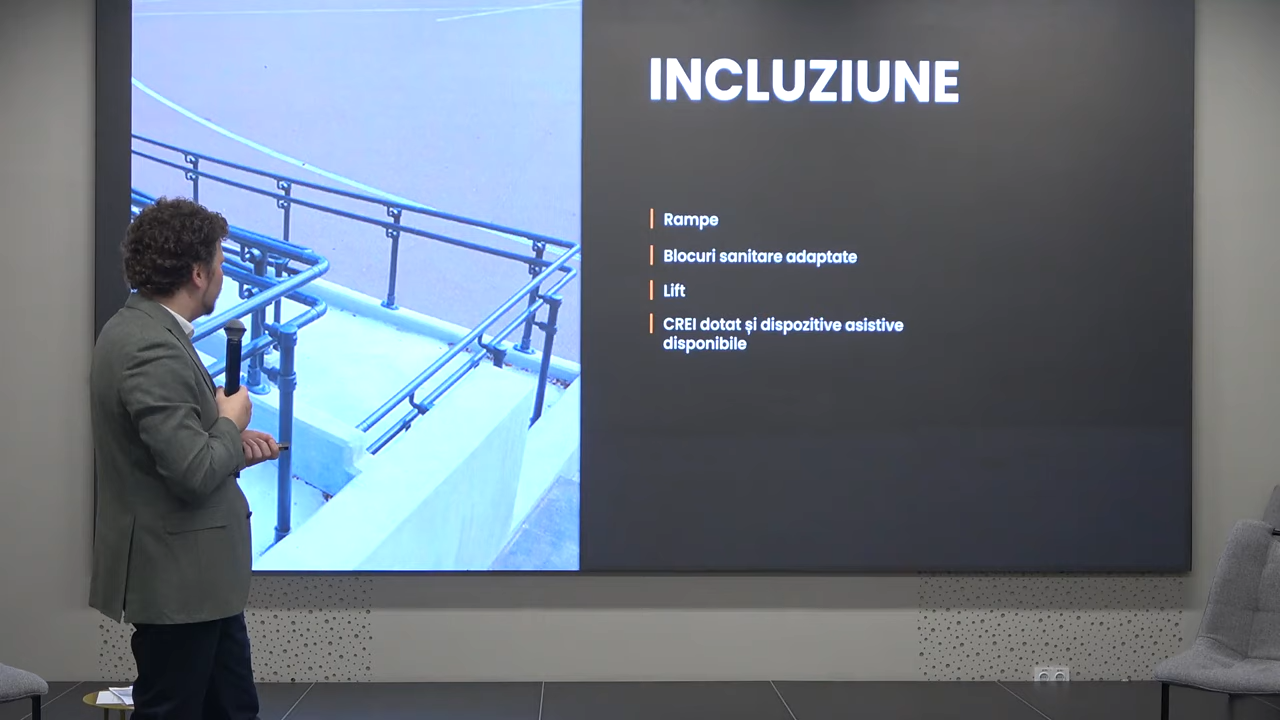 INCLUZIUNE
Rampe
Blocuri sanitare adaptate
Lift
CREI dotat și dispozitive asistive
disponibile